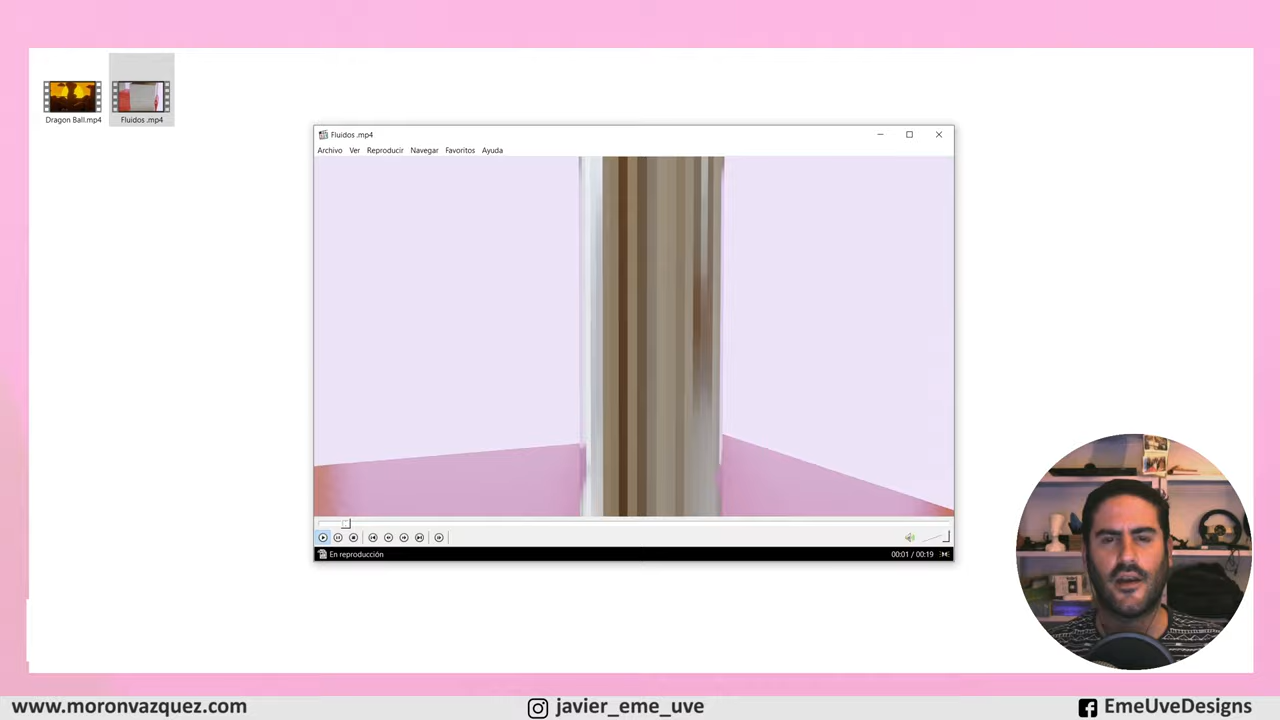 Dragon Ball.mp4
Fluidos .mp4
Fluidos .mp4
Archivo Ver Reproducir Navegar Favoritos Ayuda
En reproducción
00:01 / 00:19
www.moronvazquez.com
javier_eme_uve
EmeUveDesigns